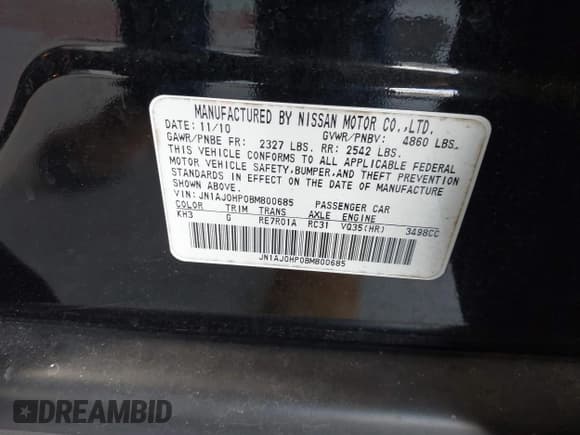 MANUFACTURED BY NISSAN MOTOR CO.,LTD.
DATE: 11/10 GVWR/PNBV: 4860 LBS.
GAWR/PNBE FR: 2327 LBS. RR: 2542 LBS.
THIS VEHICLE CONFORMS TO ALL APPLICABLE FEDERAL
MOTOR VEHICLE SAFETY,BUMPER,AND THEFT PREVENTION
STANDARDS IN EFFECT ON THE DATE OF MANUFACTURE
SHOWN ABOVE.
VIN: JN1AJ0HP0BM800685 PASSENGER CAR
COLOR TRIM TRANS AXLE ENGINE
KH3 G RE7R01A RC31 VQ35(HR) 3498CC
JN1AJ0HP0BM800685
DREAMBID